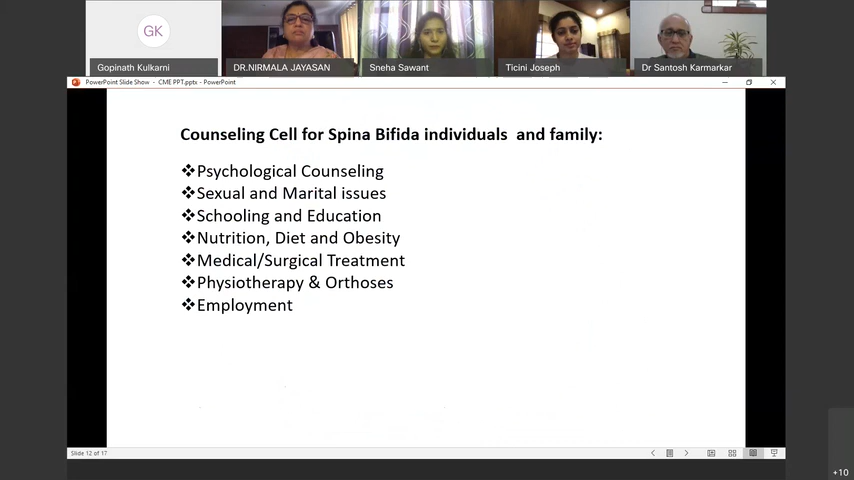 GK
Gopinath Kulkarni
DR.NIRMALA JAYASAN
Sneha Sawant
Ticini Joseph
Dr Santosh Karmarkar
PowerPoint Slide Show - CME PPT.pptx - PowerPoint
Counseling Cell for Spina Bifida individuals and family:
❖Psychological Counseling
❖Sexual and Marital issues
❖Schooling and Education
❖Nutrition, Diet and Obesity
❖Medical/Surgical Treatment
❖Physiotherapy & Orthoses
❖Employment
Slide 12 of 17
+10